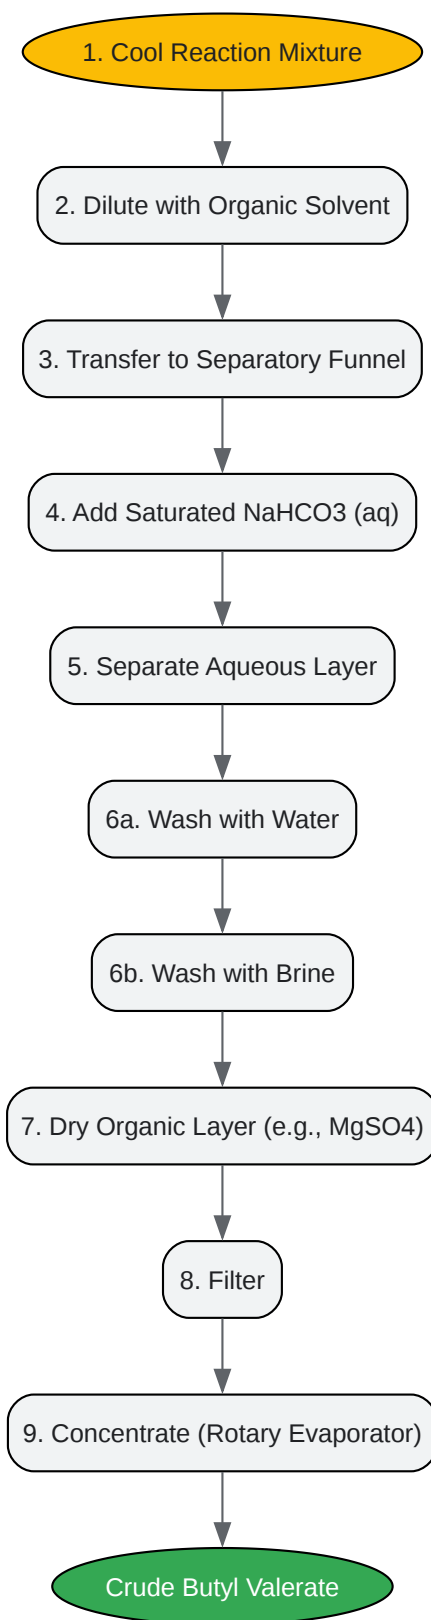 1. Cool Reaction Mixture
2. Dilute with Organic Solvent
3. Transfer to Separatory Funnel
4. Add Saturated NaHCO3 (aq)
5. Separate Aqueous Layer
6a. Wash with Water
6b. Wash with Brine
7. Dry Organic Layer (e.g., MgSO4)
8. Filter
9. Concentrate (Rotary Evaporator)
Crude Butyl Valerate